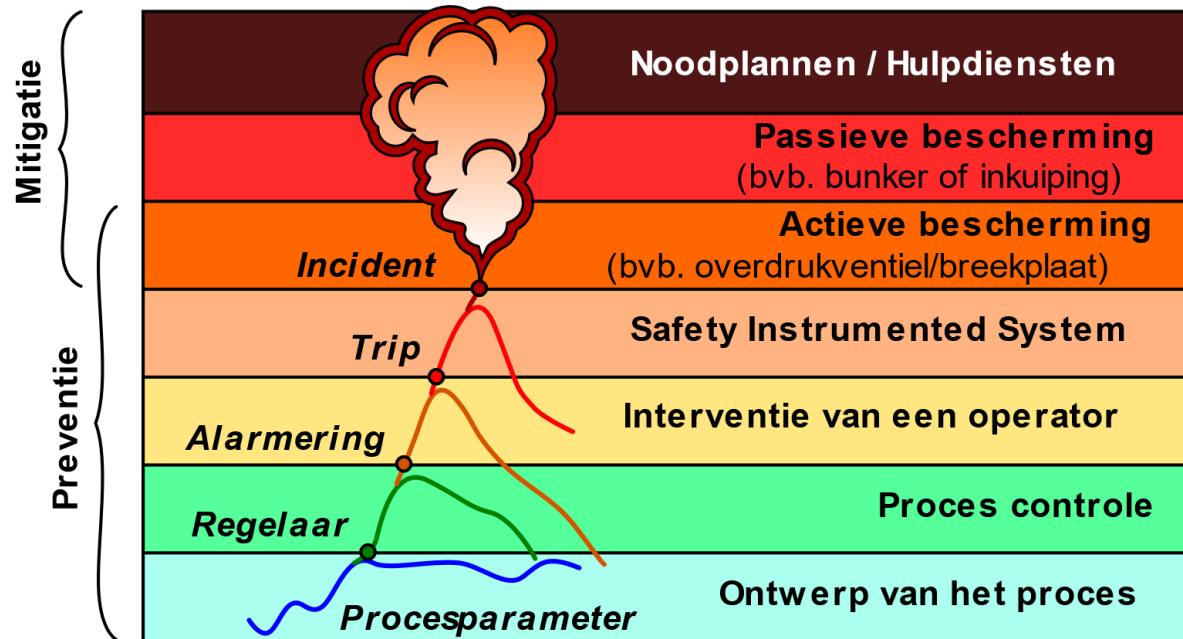 Mitigatie
Preventie
Noodplannen / Hulpdiensten
Passieve bescherming
(bvb. bunker of inkuiping)
Actieve bescherming
(bvb. overdrukventiel/breekplaat)
Incident
Safety Instrumented System
Trip
Interventie van een operator
Alarmering
Proces controle
Regelaar
Ontwerp van het proces
Procesparameter